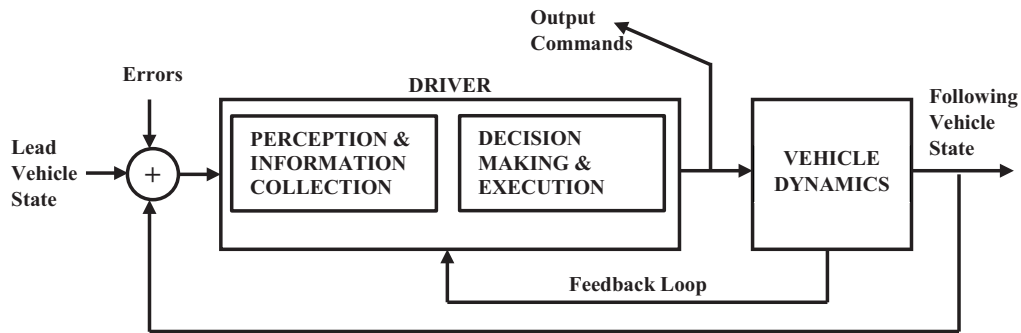 Output
Commands
Errors
DRIVER
Following
Vehicle
State
Lead
Vehicle
State
+
PERCEPTION &
INFORMATION
COLLECTION
DECISION
MAKING &
EXECUTION
VEHICLE
DYNAMICS
Feedback Loop